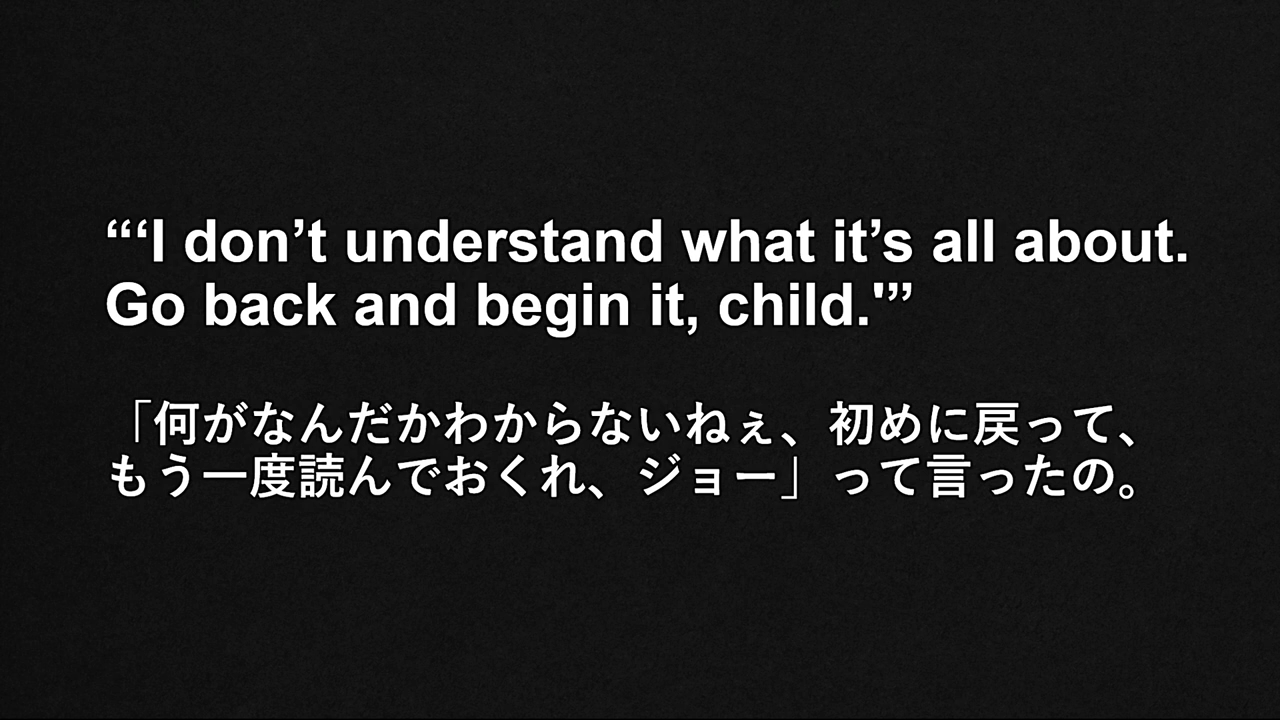 “‘I don’t understand what it’s all about.
Go back and begin it, child.'”
「何がなんだかわからないねぇ、初めに戻って、
もう一度読んでおくれ、ジョー」って言ったの。